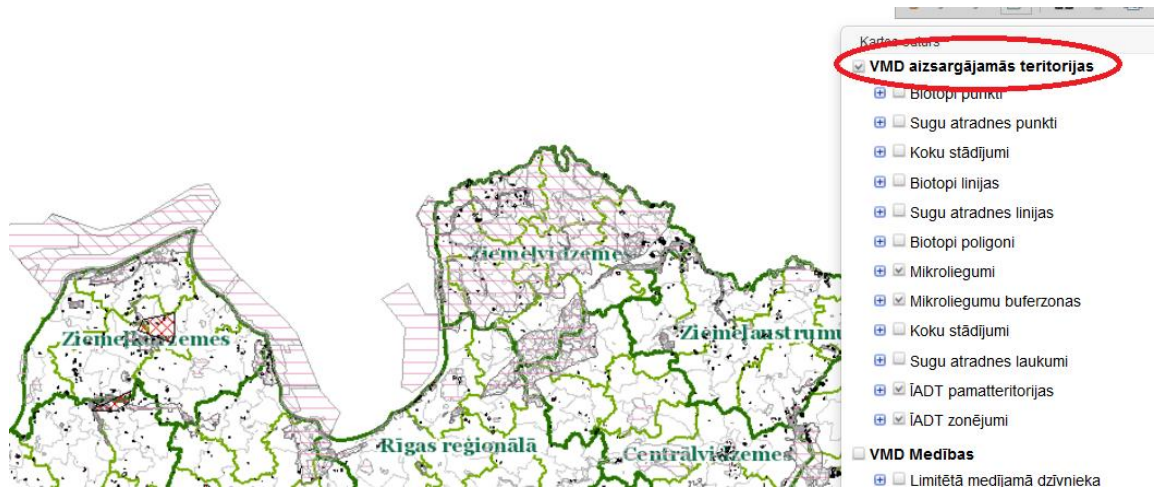 Kartes saturs
VMD aizsargājamās teritorijas
Biotopi punkti
Sugu atradnes punkti
Koku stādījumi
Biotopi linijas
Sugu atradnes linijas
Biotopi poligoni
Mikroliegumi
Mikroliegumu buferzonas
Koku stādījumi
Sugu atradnes laukumi
ĪADT pamatteritorijas
ĪADT zonējumi
VMD Medības
Limitētā medījamā dzīvnieka
Ziemeļvidzemes
Ziemeļkurzemes
Ziemeļaustrumu
Rīgas reģionālā
Centrālvidzemes